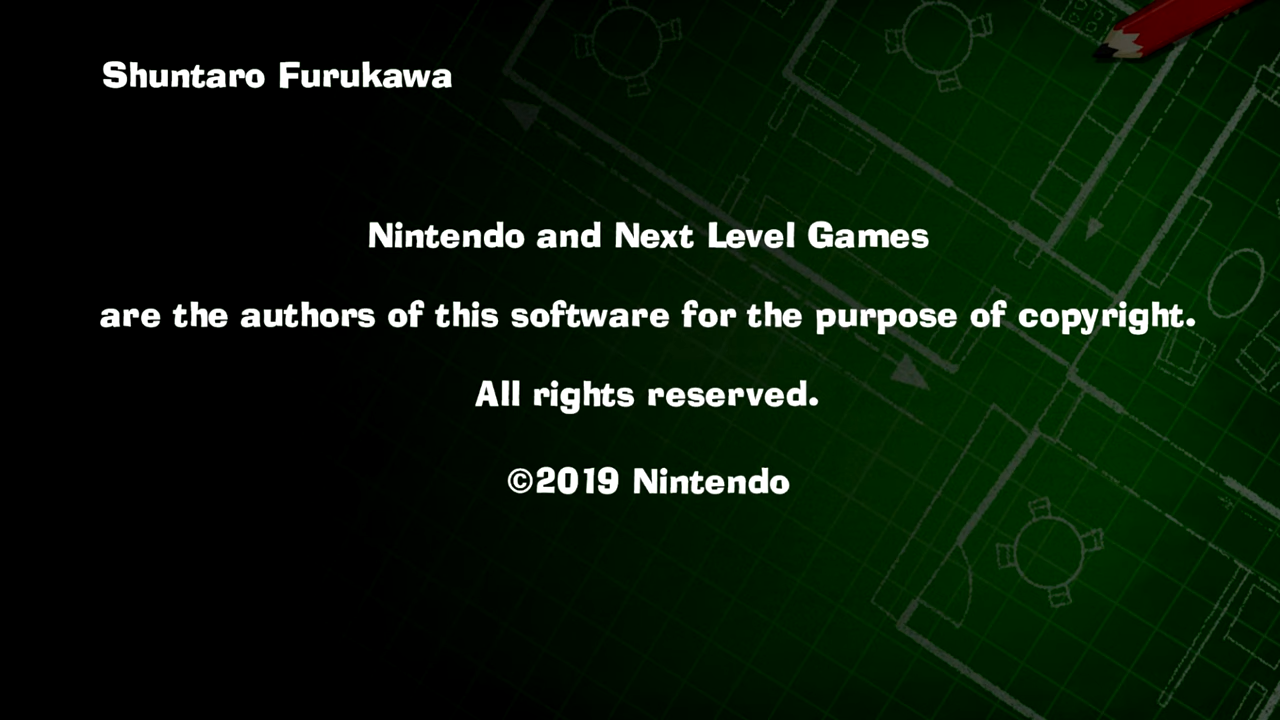 Shuntaro Furukawa
Nintendo and Next Level Games
are the authors of this software for the purpose of copyright.
All rights reserved.
©2019 Nintendo